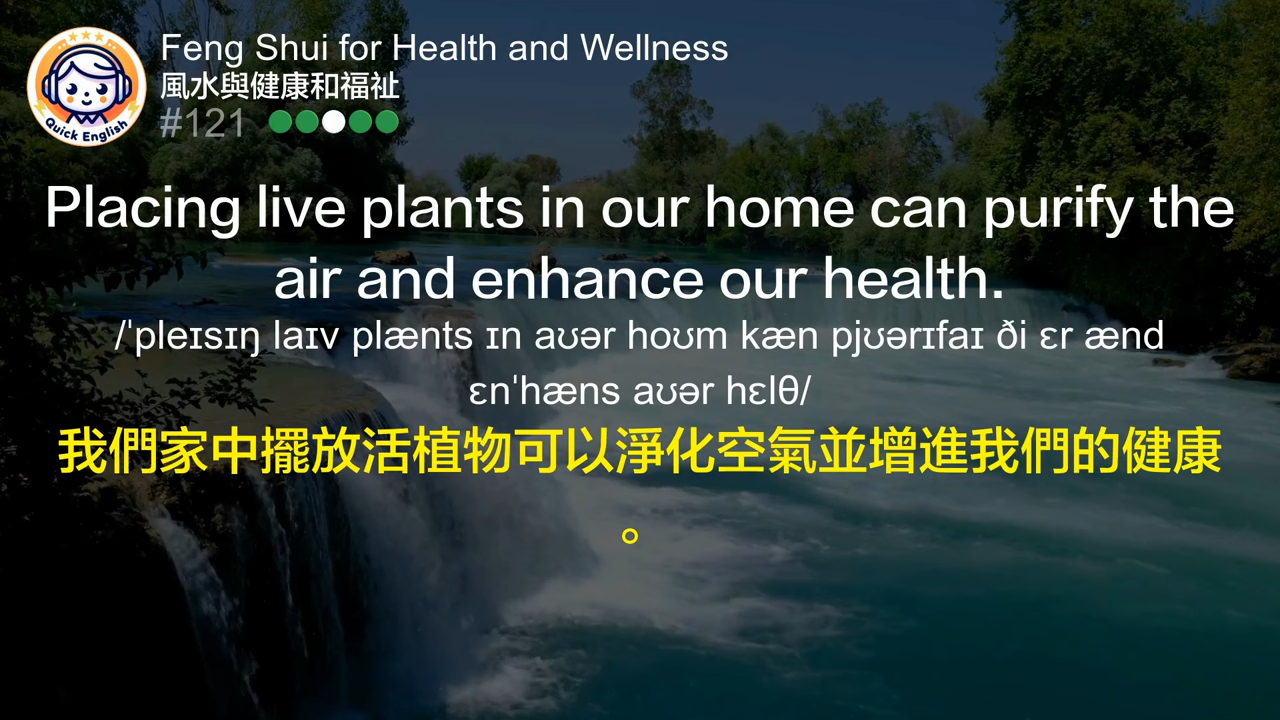 Feng Shui for Health and Wellness
風水與健康和福祉
#121
Quick English
Placing live plants in our home can purify the
air and enhance our health.
/ˈpleɪsɪŋ laɪv plænts ɪn aʊər hoʊm kæn pjʊərɪfaɪ ði ɛr ænd
ɛnˈhæns aʊər hɛlθ/
我們家中擺放活植物可以淨化空氣並增進我們的健康
。